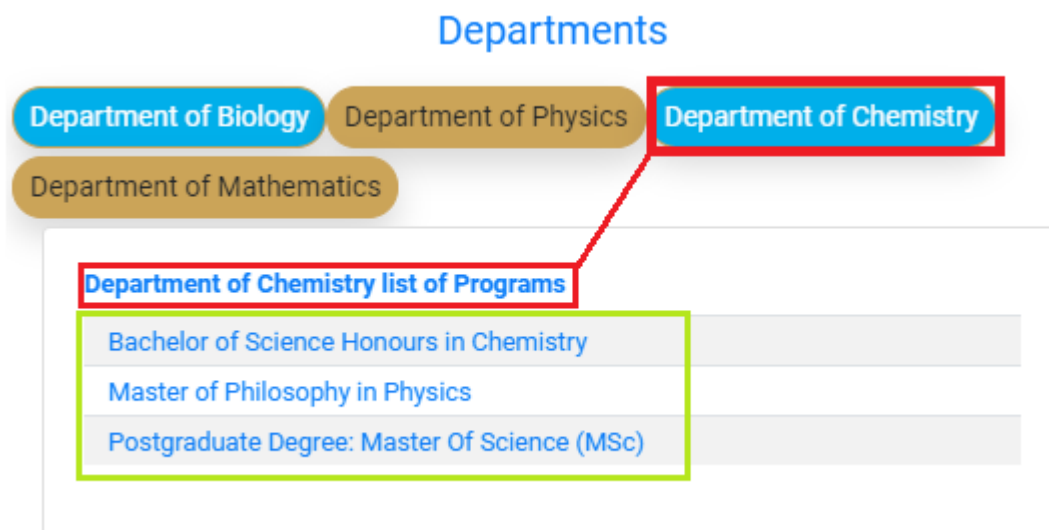 Departments
Department of Biology Department of Physics Department of Chemistry
Department of Mathematics
Department of Chemistry list of Programs
Bachelor of Science Honours in Chemistry
Master of Philosophy in Physics
Postgraduate Degree: Master Of Science (MSc)